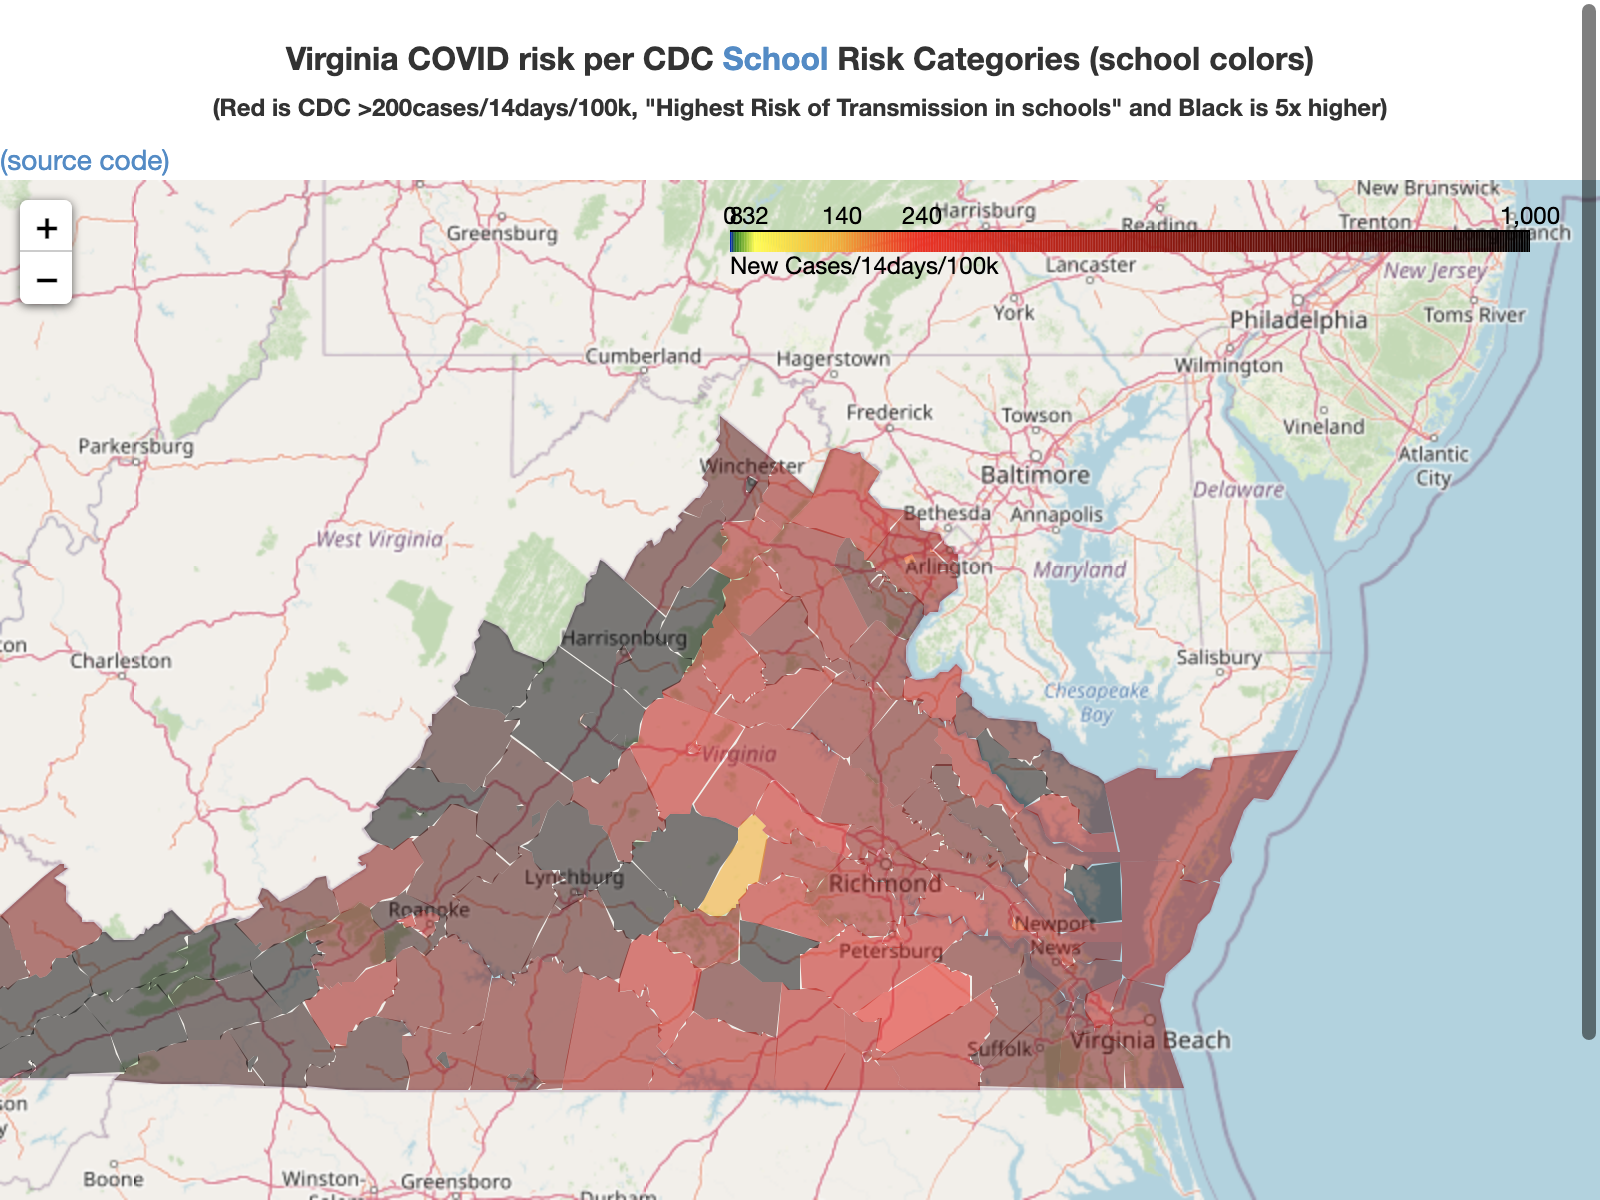 Virginia COVID risk per CDC School Risk Categories (school colors)
(Red is CDC >200cases/14days/100k, "Highest Risk of Transmission in schools" and Black is 5x higher)
(source code)
+
−
0 8 32 140 240 1,000
New Cases/14days/100k
New Brunswick
Harrisburg
Reading
Trenton
Greensburg
Lancaster
New Jersey
York
Philadelphia
Toms River
Cumberland
Hagerstown
Wilmington
Frederick
Towson
Vineland
Parkersburg
Winchester
Baltimore
Atlantic
City
Delaware
Bethesda
Annapolis
West Virginia
Arlington
Maryland
Harrisonburg
Charleston
Salisbury
Chesapeake
Bay
Virginia
Lynchburg
Richmond
Roanoke
Newport
News
Petersburg
Virginia Beach
Suffolk
Boone
Winston-
Greensboro
Durham